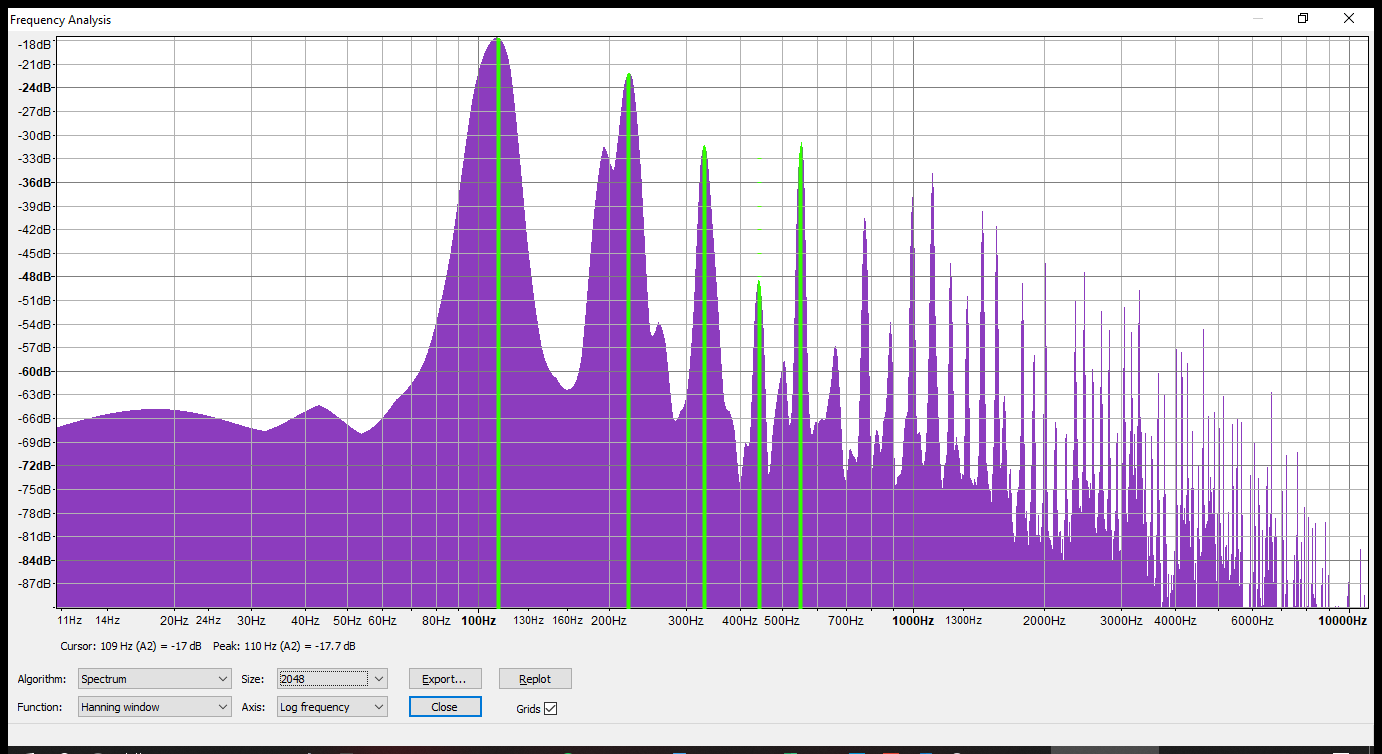 Frequency Analysis
-18dB
-21dB
-24dB
-27dB
-30dB
-33dB
-36dB
-39dB
-42dB
-45dB
-48dB
-51dB
-54dB
-57dB
-60dB
-63dB
-66dB
-69dB
-72dB
-75dB
-78dB
-81dB
-84dB
-87dB
11Hz 14Hz 20Hz 24Hz 30Hz 40Hz 50Hz 60Hz 80Hz 100Hz 130Hz 160Hz 200Hz 300Hz 400Hz 500Hz 700Hz 1000Hz 1300Hz 2000Hz 3000Hz 4000Hz 6000Hz 10000Hz
Cursor: 109 Hz (A2) = -17 dB Peak: 110 Hz (A2) = -17.7 dB
Algorithm: Spectrum Size: 2048 Export... Replot
Function: Hanning window Axis: Log frequency Close Grids